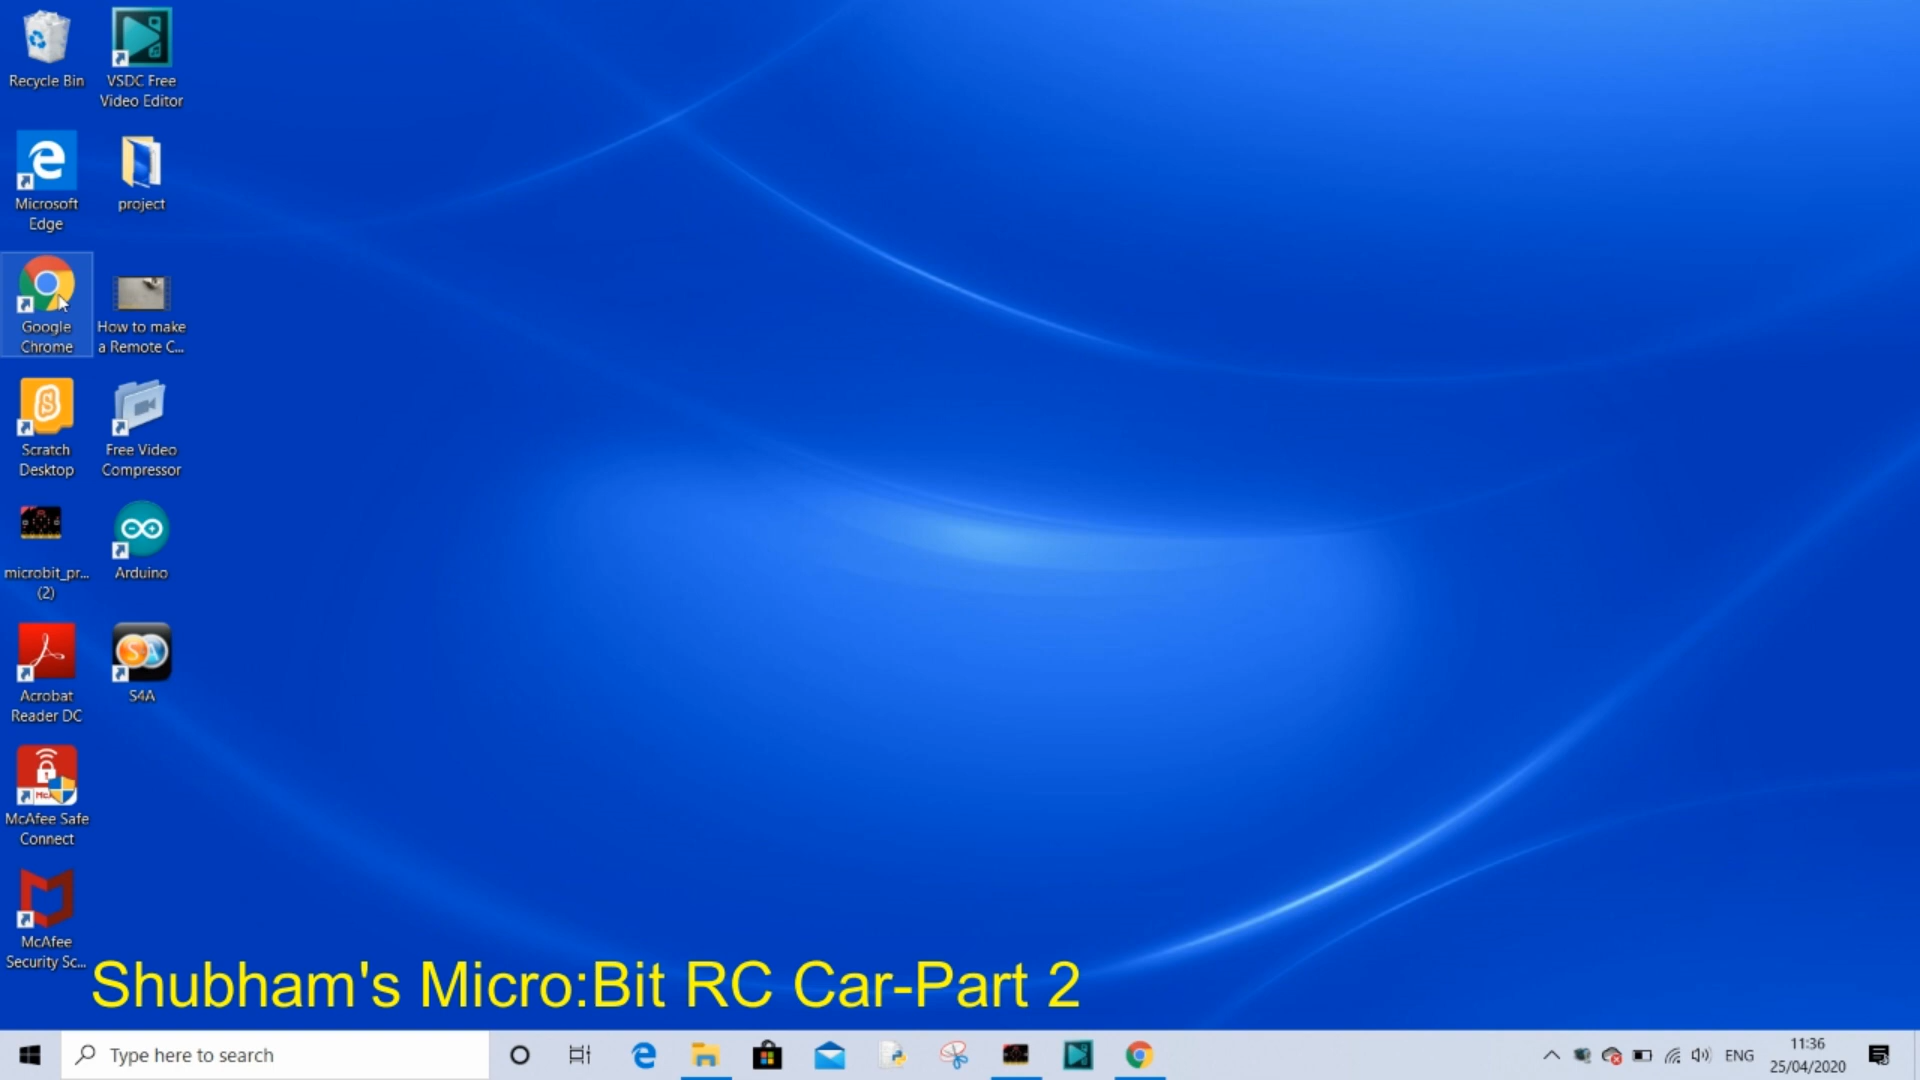 Recycle Bin
VSDC Free
Video Editor
Microsoft
Edge
project
Google
Chrome
How to make
a Remote C...
Scratch
Desktop
Free Video
Compressor
microbit_pr...
(2)
Arduino
Acrobat
Reader DC
S4A
McAfee Safe
Connect
McAfee
Security Sc...
Shubham's Micro:Bit RC Car-Part 2
Type here to search
ENG
11:36
25/04/2020